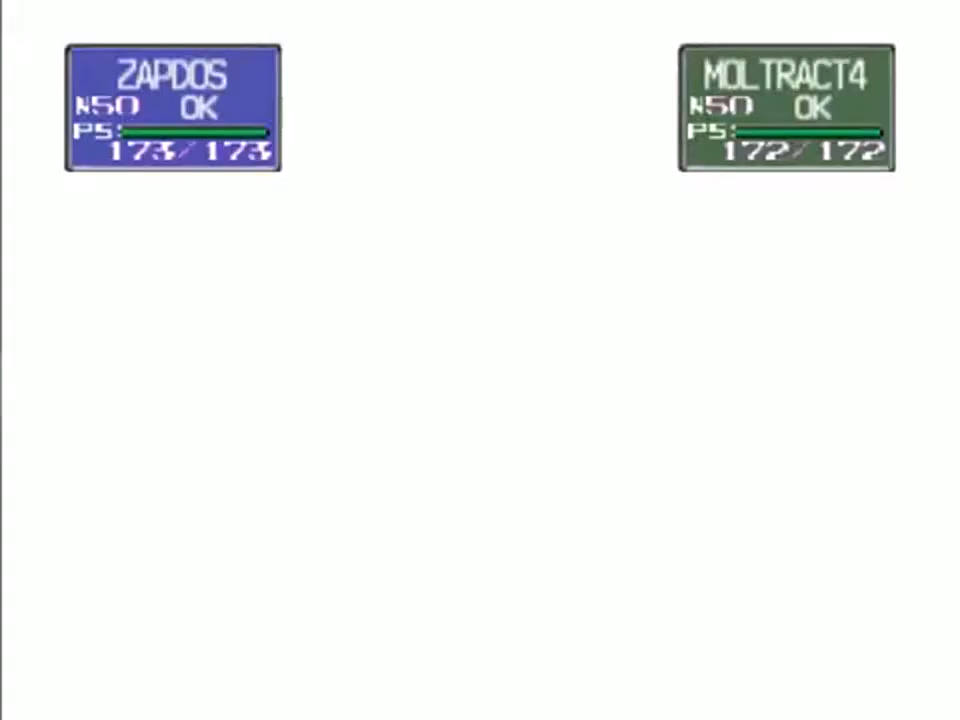 ZAPDOS
N50 OK
PS:
173/173
MOLTRACT4
N50 OK
PS:
172/172